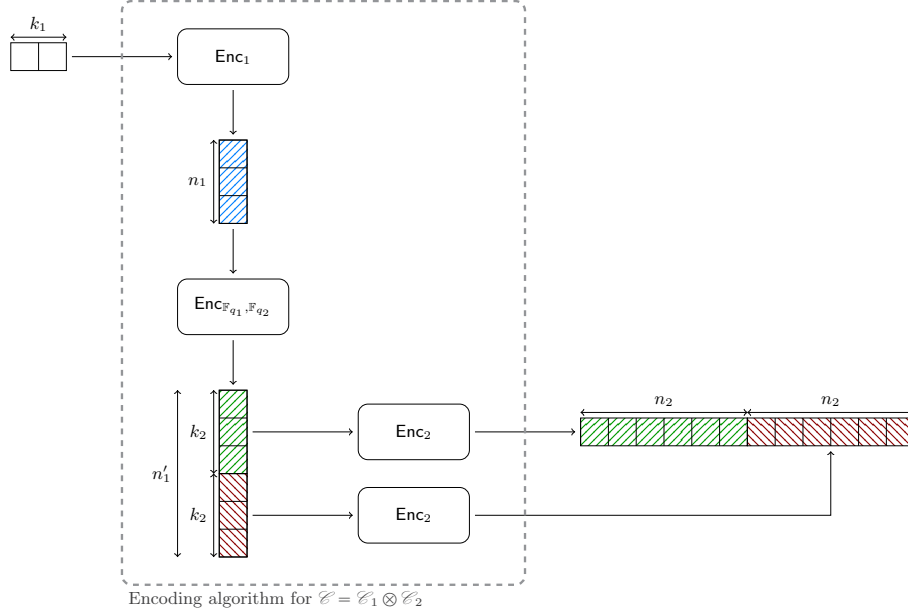 k₁
Enc₁
n₁
Enc𝔽q₁,𝔽q₂
n₂
n₂
k₂
Enc₂
n′₁
k₂
Enc₂
Encoding algorithm for 𝒞 = 𝒞₁ ⊗ 𝒞₂